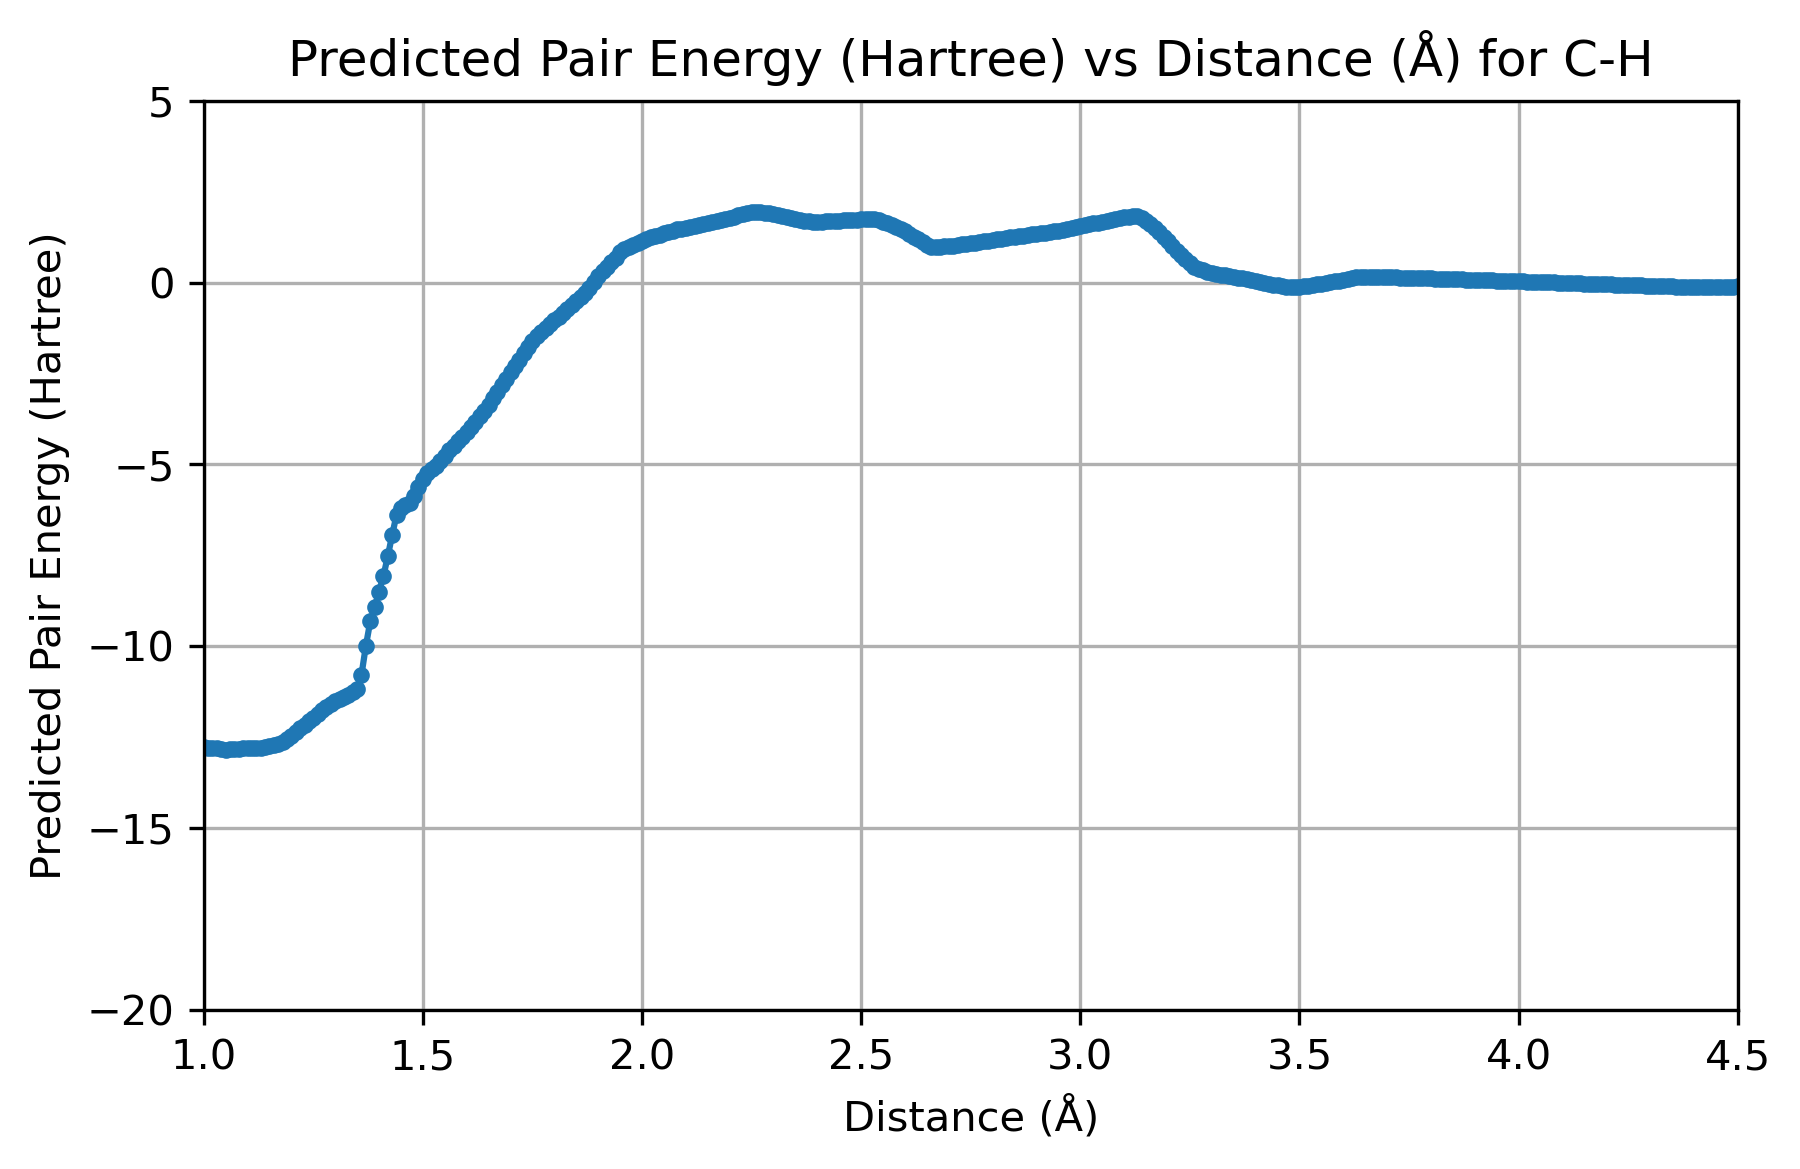 Predicted Pair Energy (Hartree) vs Distance (Å) for C-H
Predicted Pair Energy (Hartree)
5
0
−5
−10
−15
−20
1.0 1.5 2.0 2.5 3.0 3.5 4.0 4.5
Distance (Å)